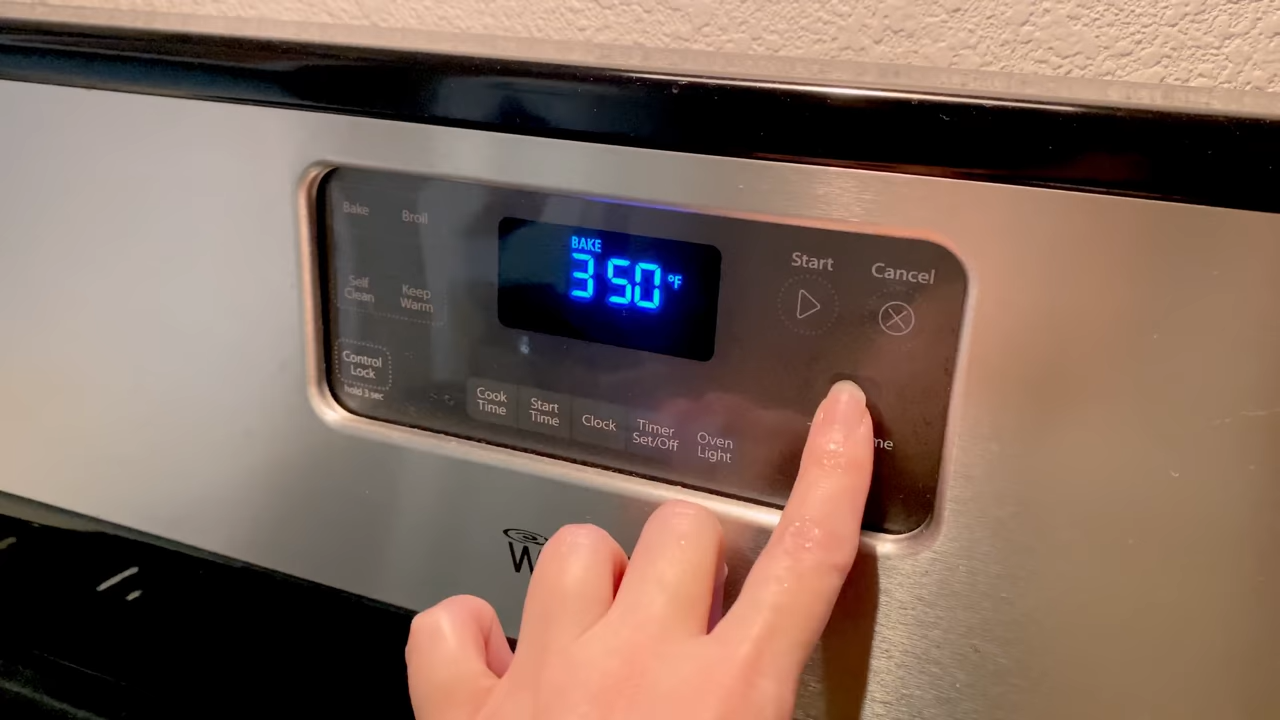 Bake
Broil
Self
Clean
Keep
Warm
Control
Lock
hold 3 sec
BAKE
350 °F
Cook
Time
Start
Time
Clock
Timer
Set/Off
Oven
Light
Start
Cancel
me
W